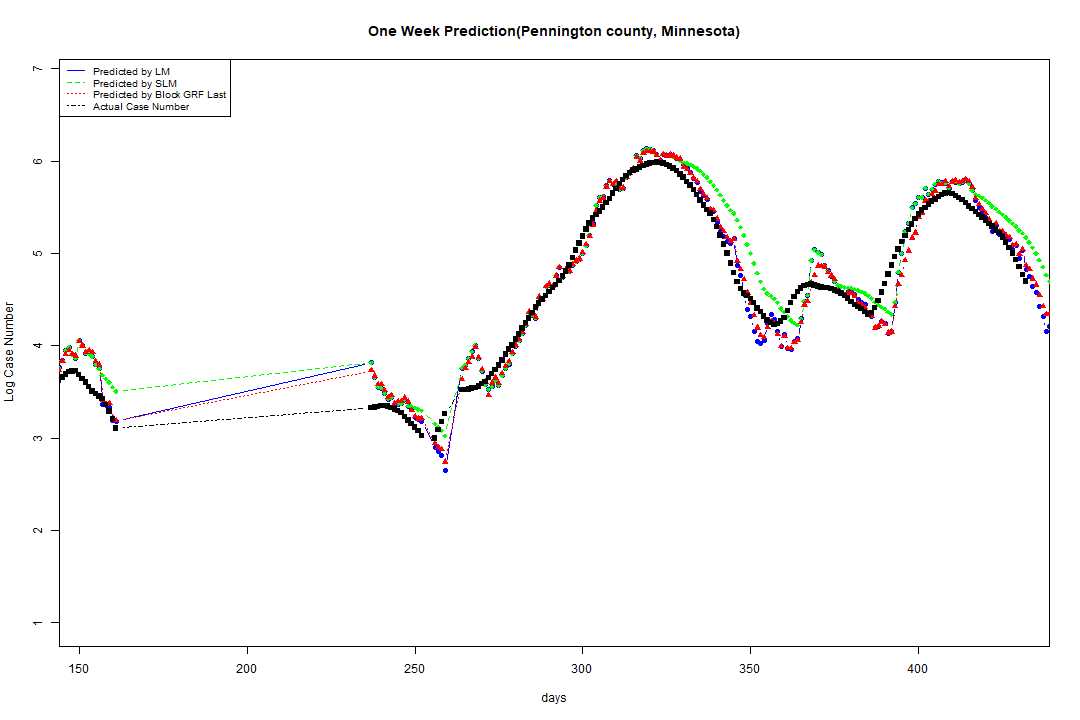 One Week Prediction(Pennington county, Minnesota)
Predicted by LM
Predicted by SLM
Predicted by Block GRF Last
Actual Case Number
7
6
5
4
3
2
1
Log Case Number
150 200 250 300 350 400
days